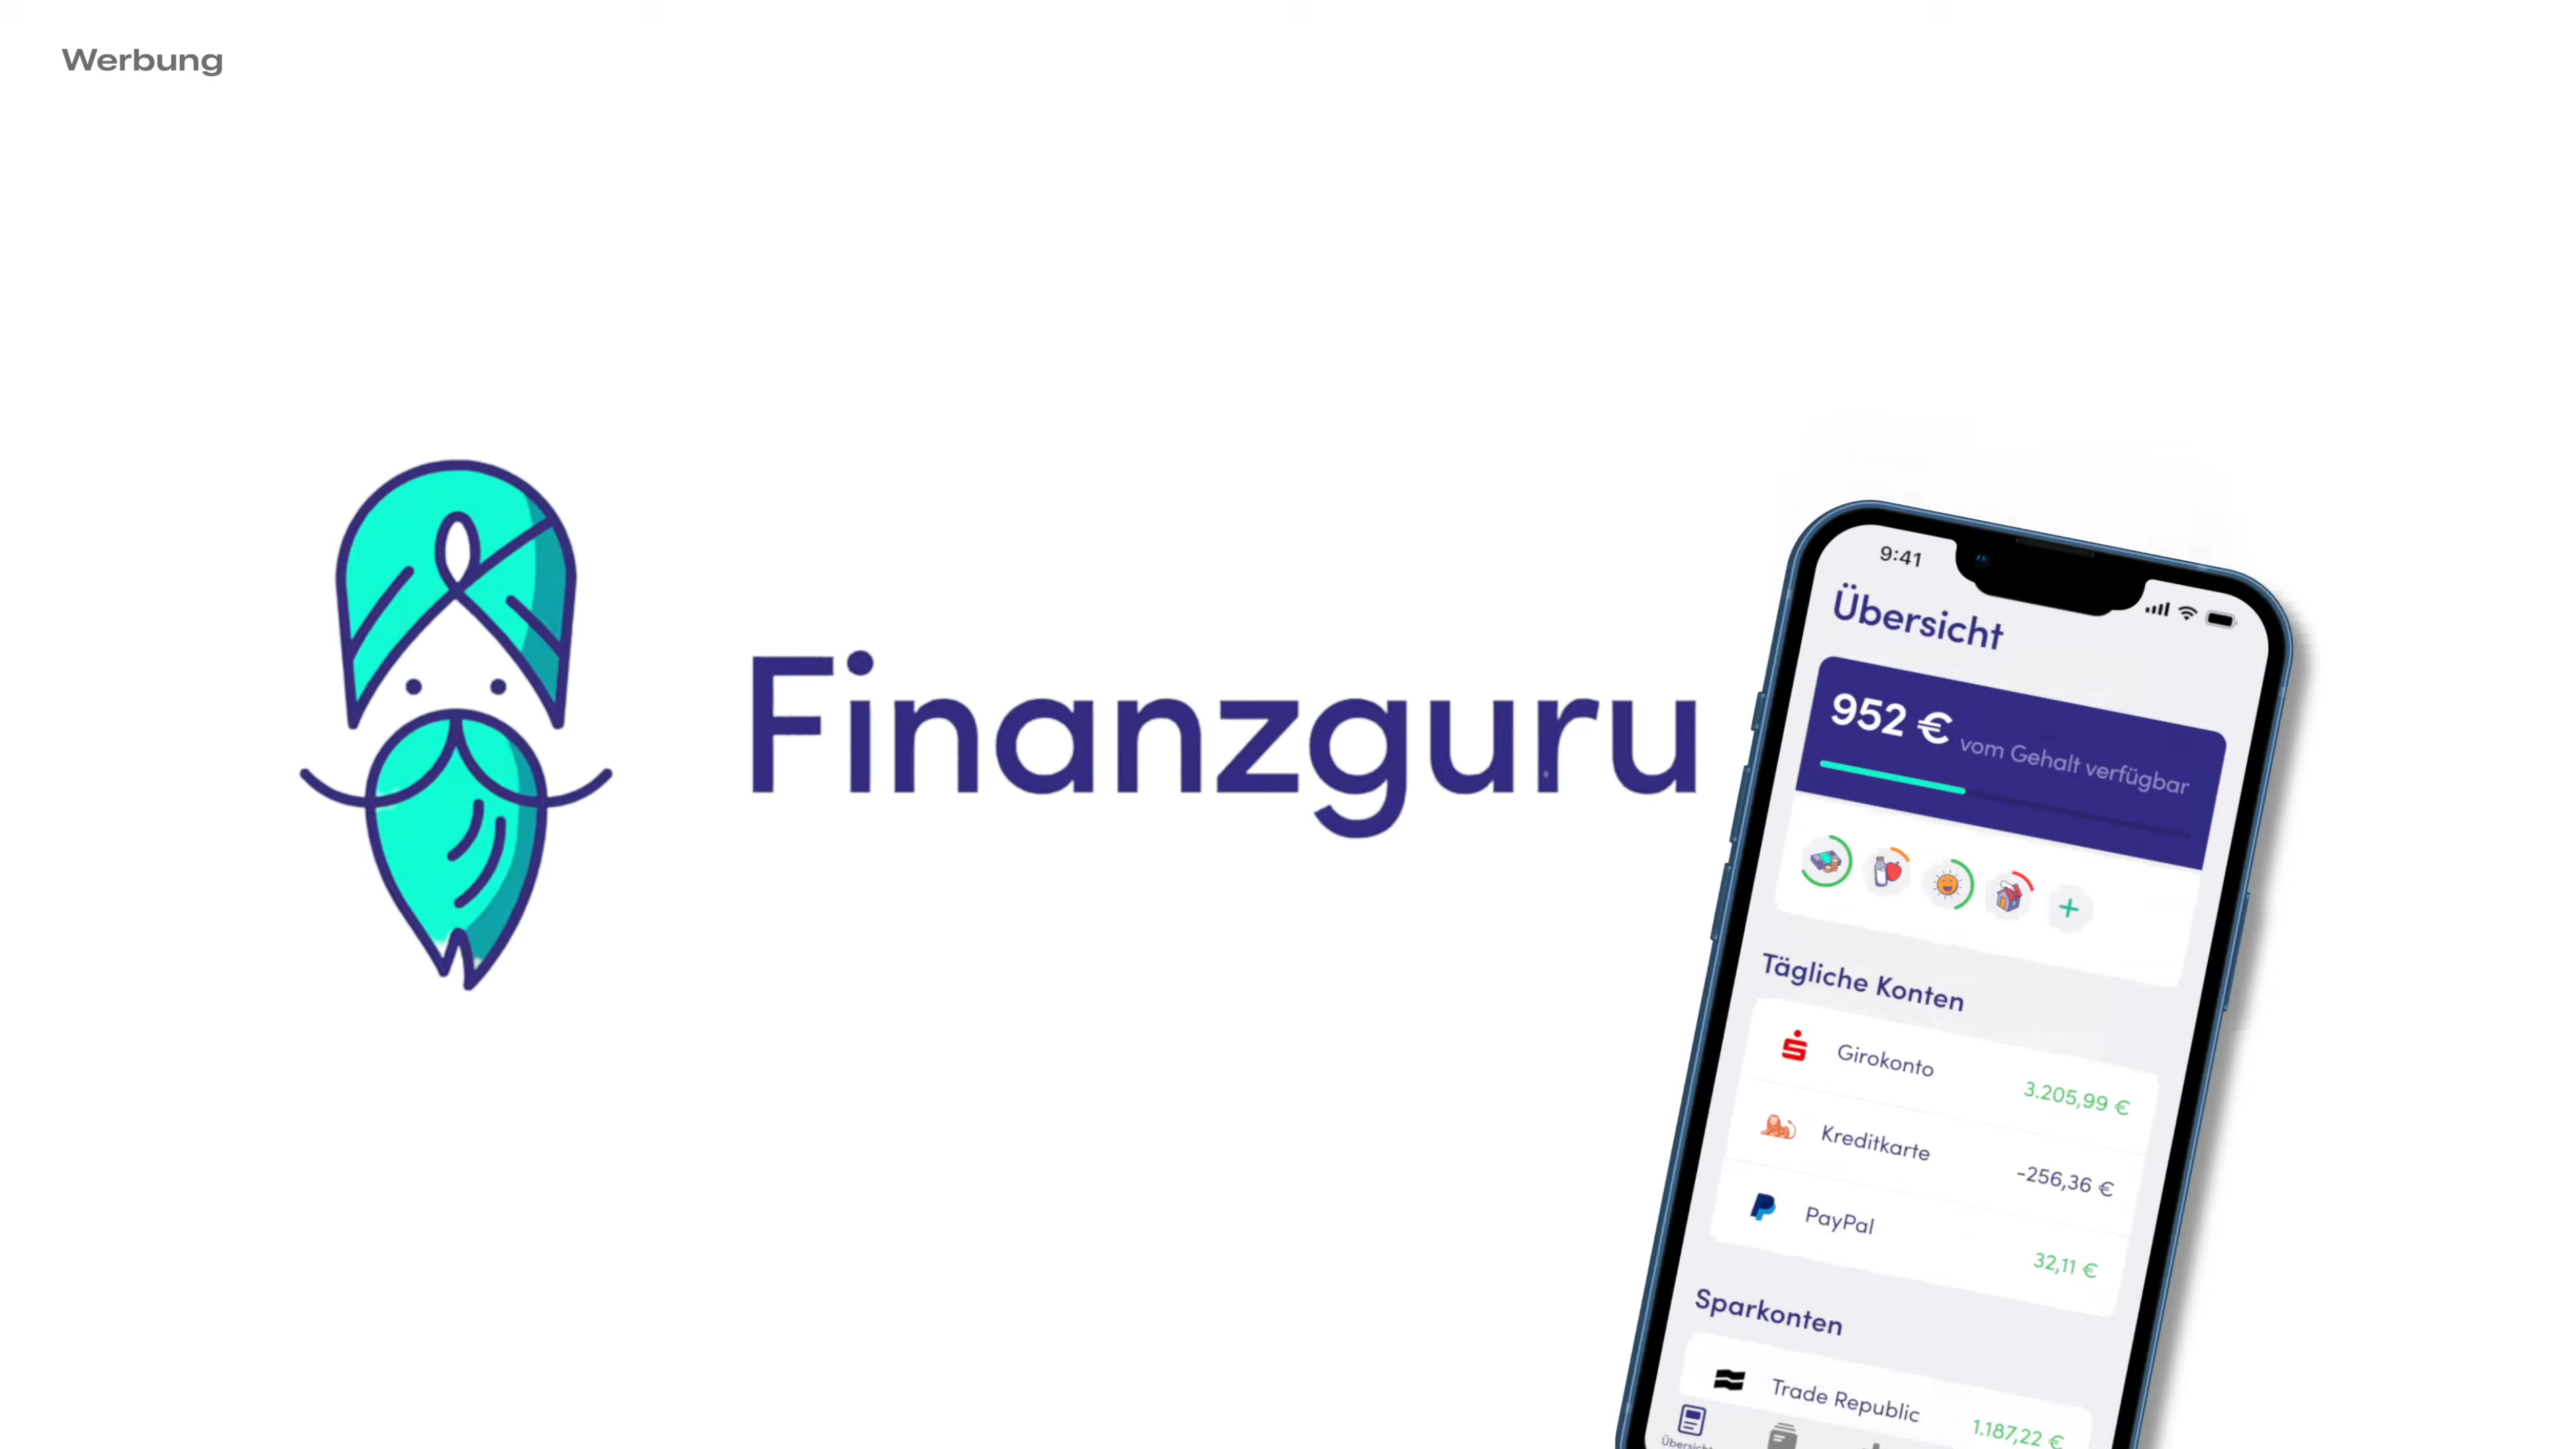 Werbung
Finanzguru
9:41
Übersicht
952 € vom Gehalt verfügbar
Tägliche Konten
Girokonto 3.205,99 €
Kreditkarte -256,36 €
PayPal 32,11 €
Sparkonten
Trade Republic 1.187,22 €
Übersicht